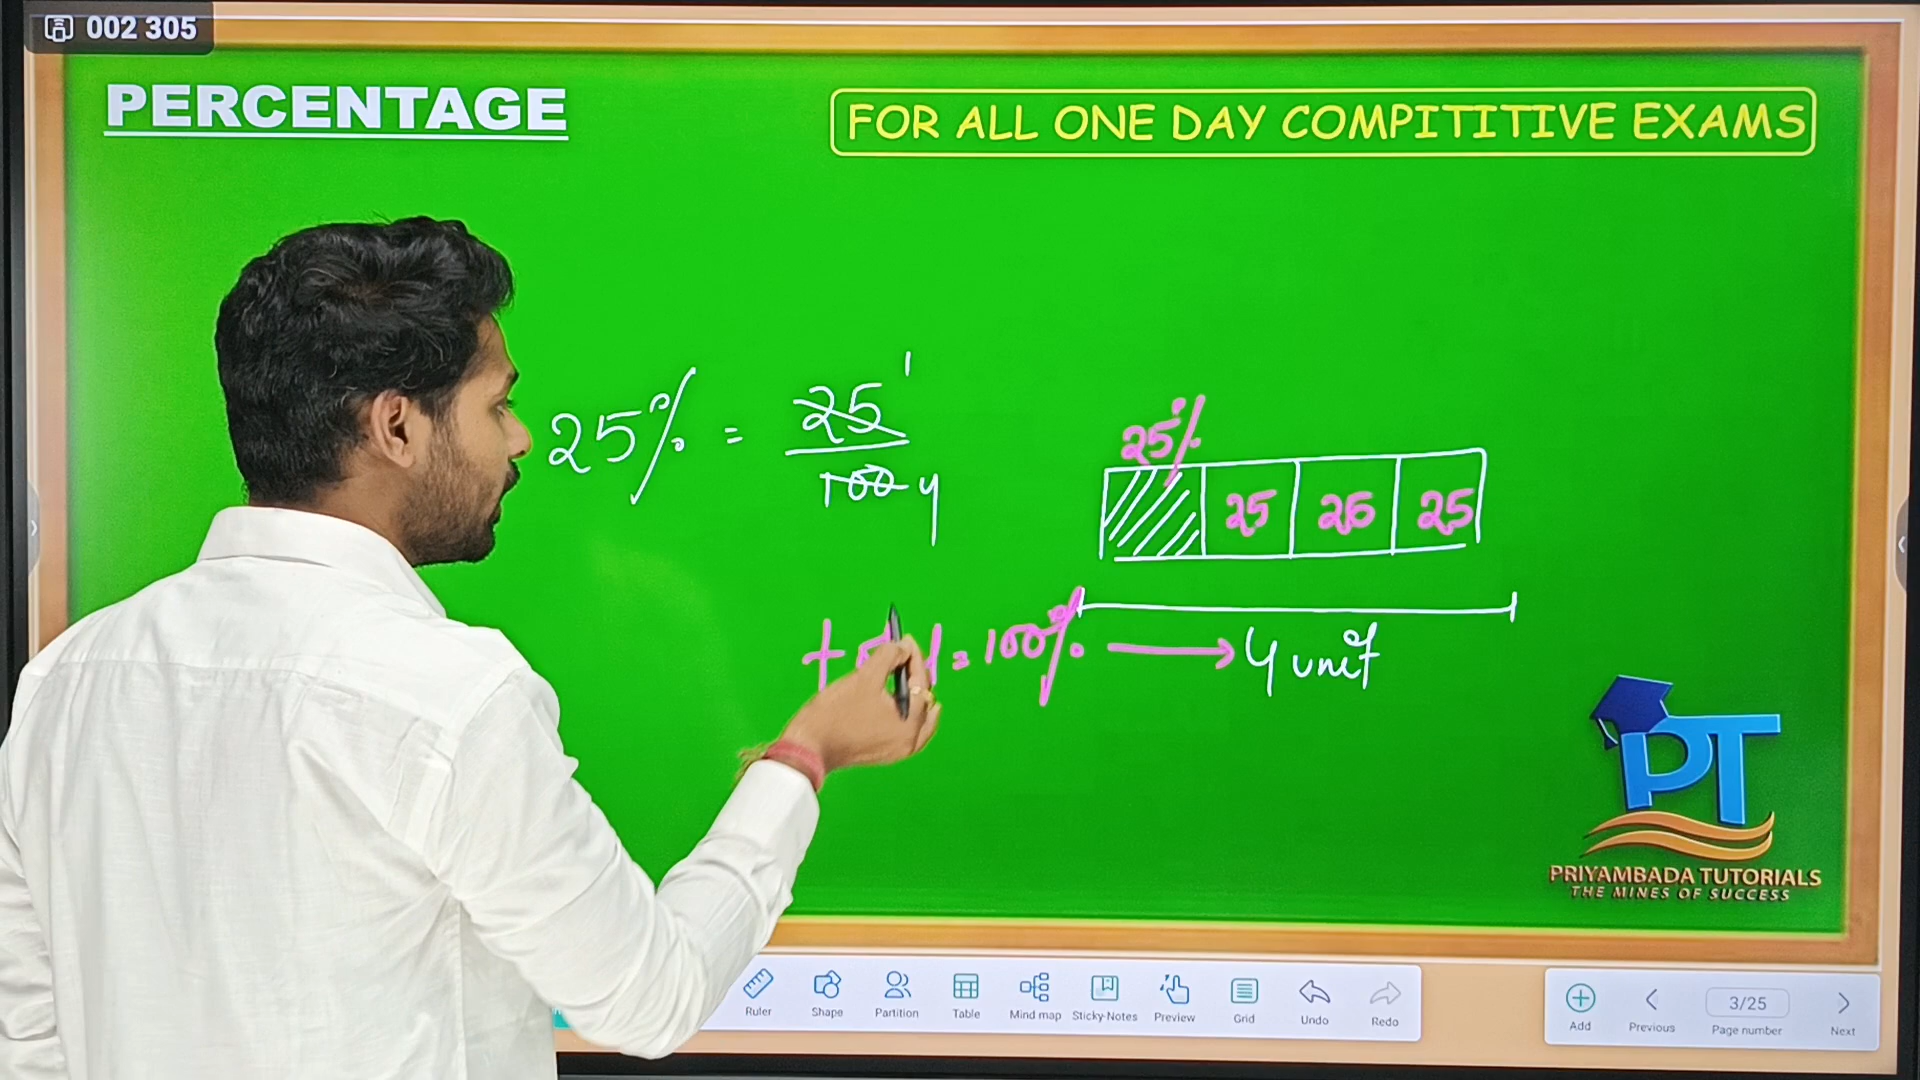 002 305
PERCENTAGE
FOR ALL ONE DAY COMPITITIVE EXAMS
25% = 25/100 1 4
25%
25 25 25
= 100% → 4 unit
PT
PRIYAMBADA TUTORIALS
THE MINES OF SUCCESS
Ruler Shape Partition Table Mind map Sticky-Notes Preview Grid Undo Redo
Add Previous 3/25 Page number Next